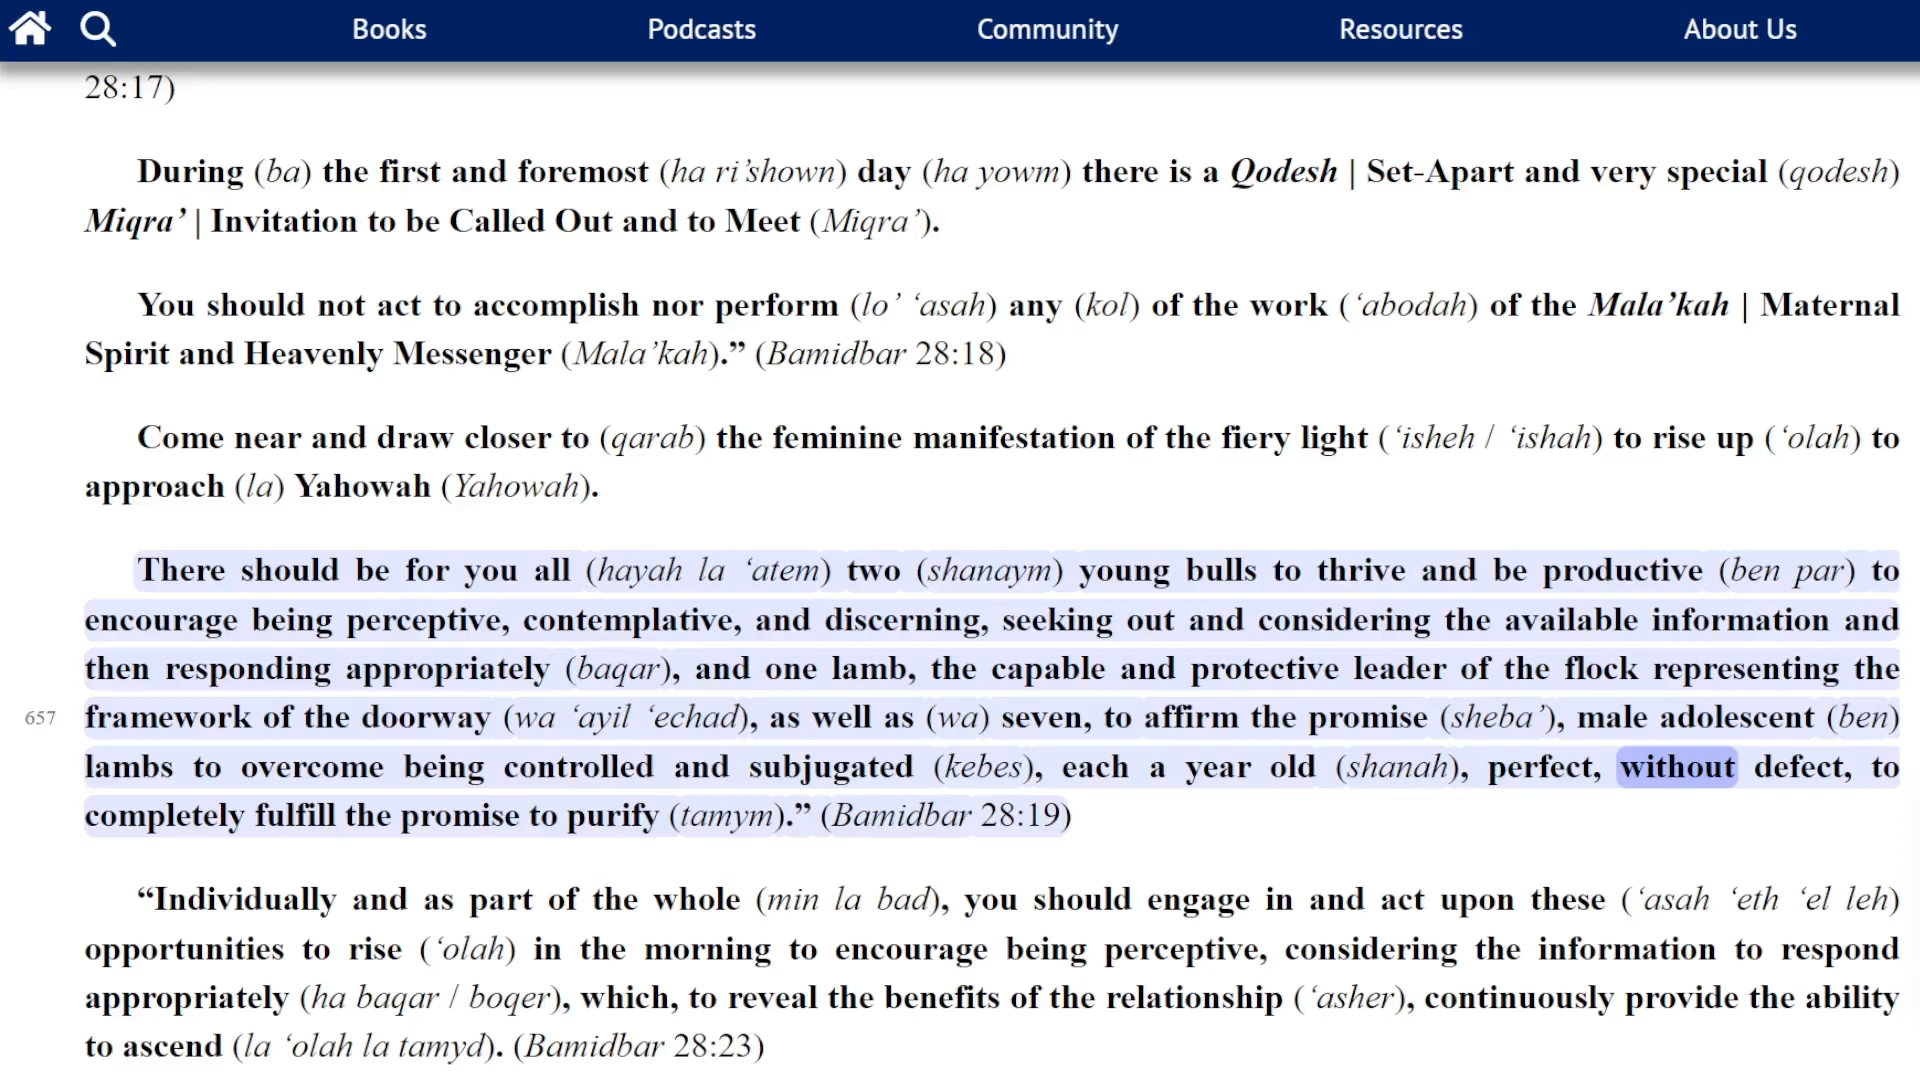 Books Podcasts Community Resources About Us
28:17)
During (ba) the first and foremost (ha ri’shown) day (ha yowm) there is a Qodesh | Set-Apart and very special (qodesh)
Miqra’ | Invitation to be Called Out and to Meet (Miqra’).
You should not act to accomplish nor perform (lo’ ‘asah) any (kol) of the work (‘abodah) of the Mala’kah | Maternal
Spirit and Heavenly Messenger (Mala’kah).” (Bamidbar 28:18)
Come near and draw closer to (qarab) the feminine manifestation of the fiery light (‘isheh / ‘ishah) to rise up (‘olah) to
approach (la) Yahowah (Yahowah).
There should be for you all (hayah la ‘atem) two (shanaym) young bulls to thrive and be productive (ben par) to
encourage being perceptive, contemplative, and discerning, seeking out and considering the available information and
then responding appropriately (baqar), and one lamb, the capable and protective leader of the flock representing the
657 framework of the doorway (wa ‘ayil ‘echad), as well as (wa) seven, to affirm the promise (sheba’), male adolescent (ben)
lambs to overcome being controlled and subjugated (kebes), each a year old (shanah), perfect, without defect, to
completely fulfill the promise to purify (tamym).” (Bamidbar 28:19)
“Individually and as part of the whole (min la bad), you should engage in and act upon these (‘asah ‘eth ‘el leh)
opportunities to rise (‘olah) in the morning to encourage being perceptive, considering the information to respond
appropriately (ha baqar / boqer), which, to reveal the benefits of the relationship (‘asher), continuously provide the ability
to ascend (la ‘olah la tamyd). (Bamidbar 28:23)